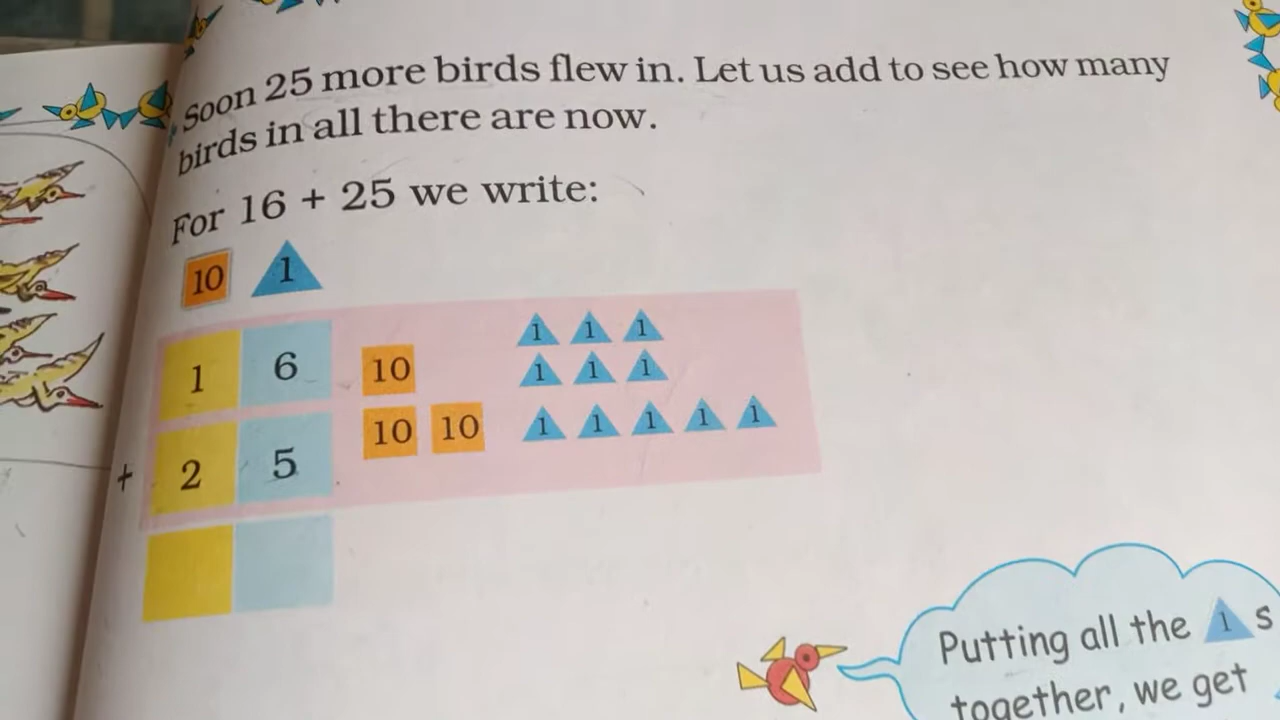 Soon 25 more birds flew in. Let us add to see how many
birds in all there are now.
For 16 + 25 we write:
10 1
1 6 10 1 1 1
1 1 1
+ 2 5 10 10 1 1 1 1 1
Putting all the 1 s
together, we get